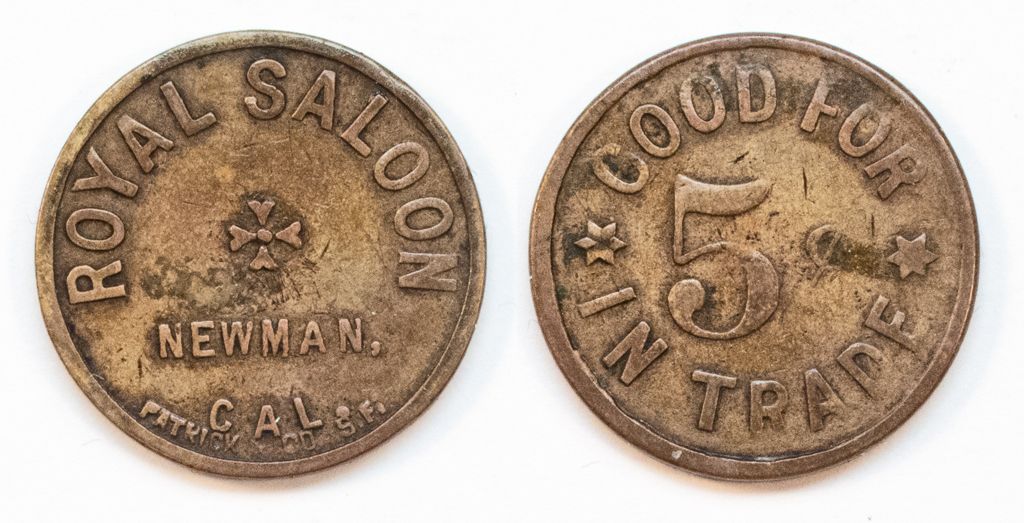 ROYAL SALOON
NEWMAN,
CAL
PATRICK & CO. S.F.
GOOD FOR
5
IN TRADE